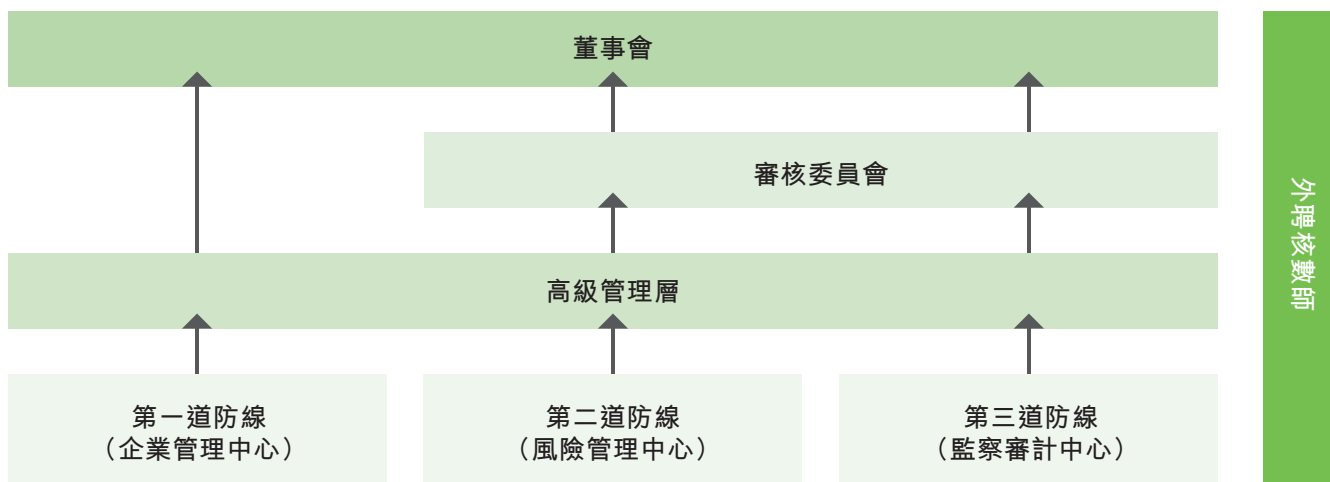 董事會
審核委員會
高級管理層
第一道防線
（企業管理中心）
第二道防線
（風險管理中心）
第三道防線
（監察審計中心）
外聘核數師